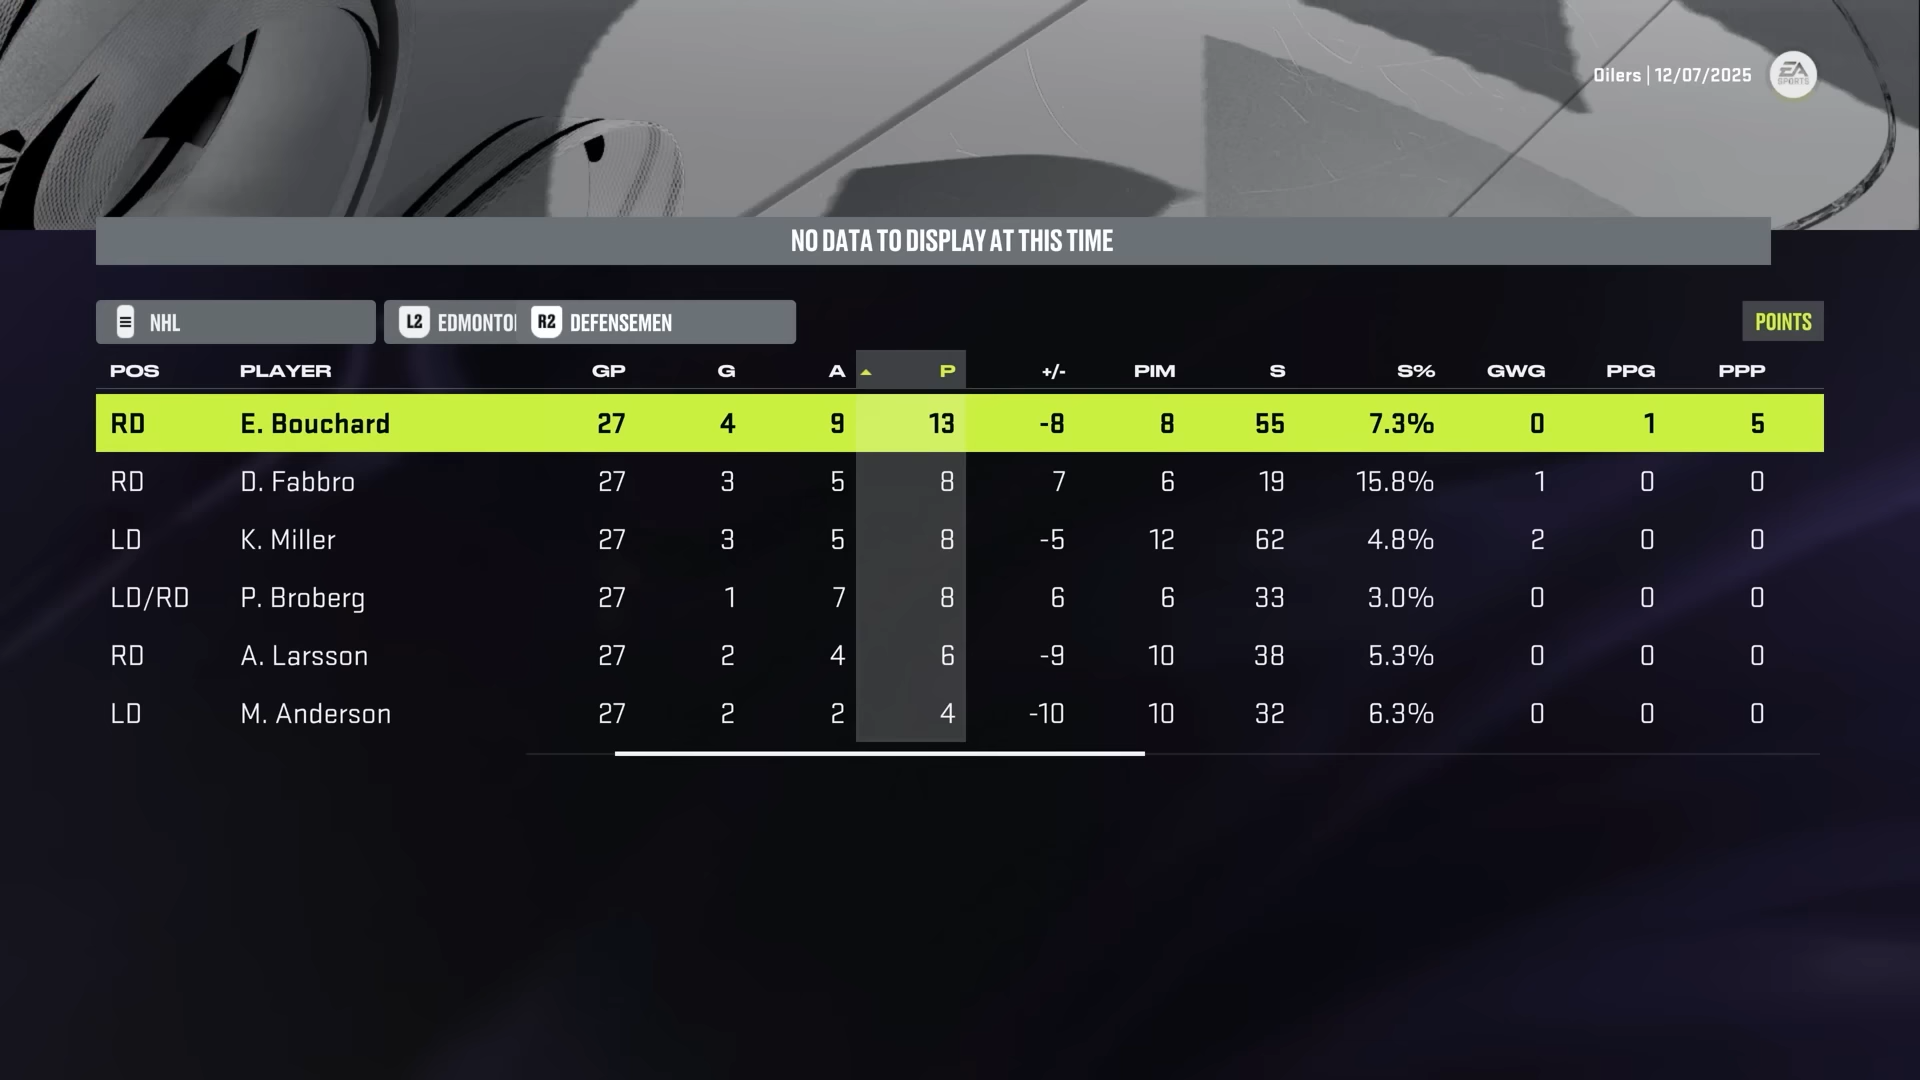 Oilers | 12/07/2025
EA SPORTS
NO DATA TO DISPLAY AT THIS TIME
NHL L2 EDMONTO R2 DEFENSEMEN POINTS
POS PLAYER GP G A P +/- PIM S S% GWG PPG PPP
RD E. Bouchard 27 4 9 13 -8 8 55 7.3% 0 1 5
RD D. Fabbro 27 3 5 8 7 6 19 15.8% 1 0 0
LD K. Miller 27 3 5 8 -5 12 62 4.8% 2 0 0
LD/RD P. Broberg 27 1 7 8 6 6 33 3.0% 0 0 0
RD A. Larsson 27 2 4 6 -9 10 38 5.3% 0 0 0
LD M. Anderson 27 2 2 4 -10 10 32 6.3% 0 0 0